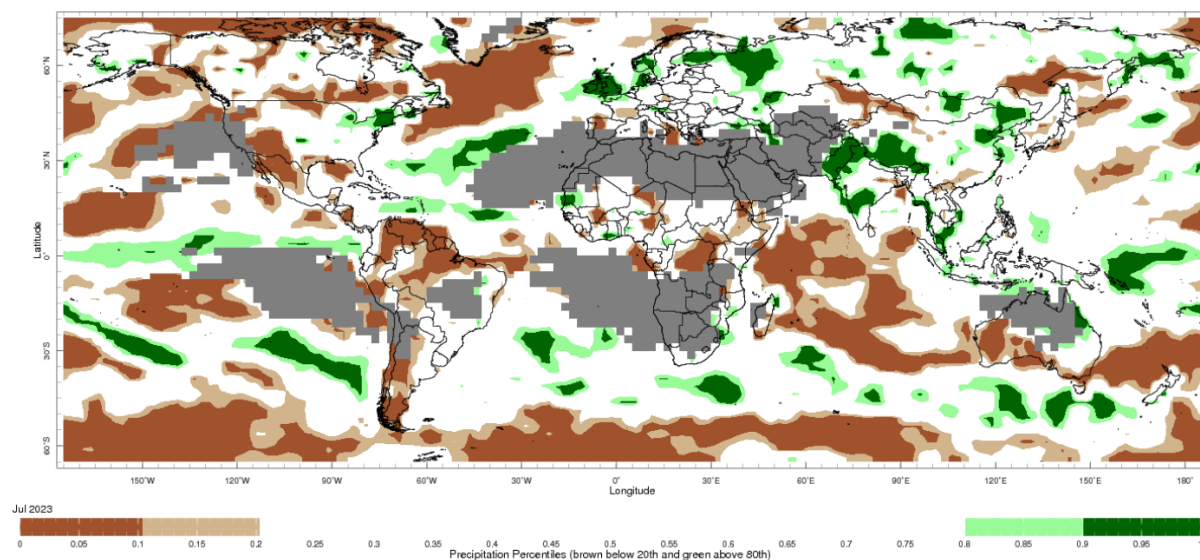 60°N
30°N
Latitude
0°
30°S
60°S
150°W 120°W 90°W 60°W 30°W 0° 30°E 60°E 90°E 120°E 150°E 180°
Longitude
Jul 2023
0 0.05 0.1 0.15 0.2 0.25 0.3 0.35 0.4 0.45 0.5 0.55 0.6 0.65 0.7 0.75 0.8 0.85 0.9 0.95
Precipitation Percentiles (brown below 20th and green above 80th)